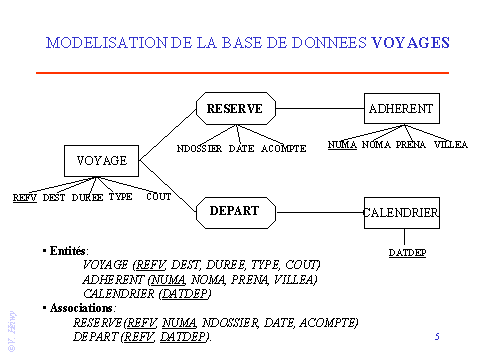 MODELISATION DE LA BASE DE DONNEES VOYAGES
RESERVE
ADHERENT
NDOSSIER DATE ACOMPTE
NUMA NOMA PRENA VILLEA
VOYAGE
REFV DEST DUREE TYPE COUT
DEPART
CALENDRIER
DATDEP
• Entités:
VOYAGE (REFV, DEST, DUREE, TYPE, COUT)
ADHERENT (NUMA, NOMA, PRENA, VILLEA)
CALENDRIER (DATDEP)
• Associations:
RESERVE(REFV, NUMA, NDOSSIER, DATE, ACOMPTE)
DEPART (REFV, DATDEP).
5